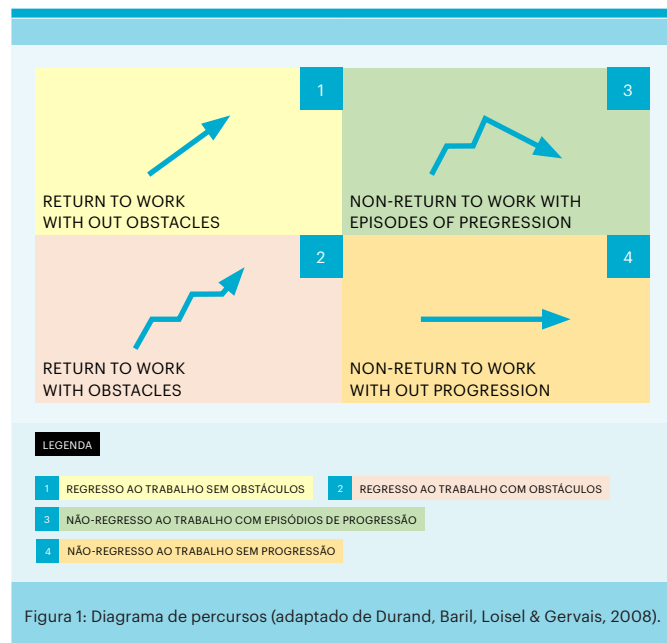 1
RETURN TO WORK
WITH OUT OBSTACLES
3
NON-RETURN TO WORK WITH
EPISODES OF PREGRESSION
2
RETURN TO WORK
WITH OBSTACLES
4
NON-RETURN TO WORK
WITH OUT PROGRESSION
LEGENDA
1 REGRESSO AO TRABALHO SEM OBSTÁCULOS
2 REGRESSO AO TRABALHO COM OBSTÁCULOS
3 NÃO-REGRESSO AO TRABALHO COM EPISÓDIOS DE PROGRESSÃO
4 NÃO-REGRESSO AO TRABALHO SEM PROGRESSÃO
Figura 1: Diagrama de percursos (adaptado de Durand, Baril, Loisel & Gervais, 2008).